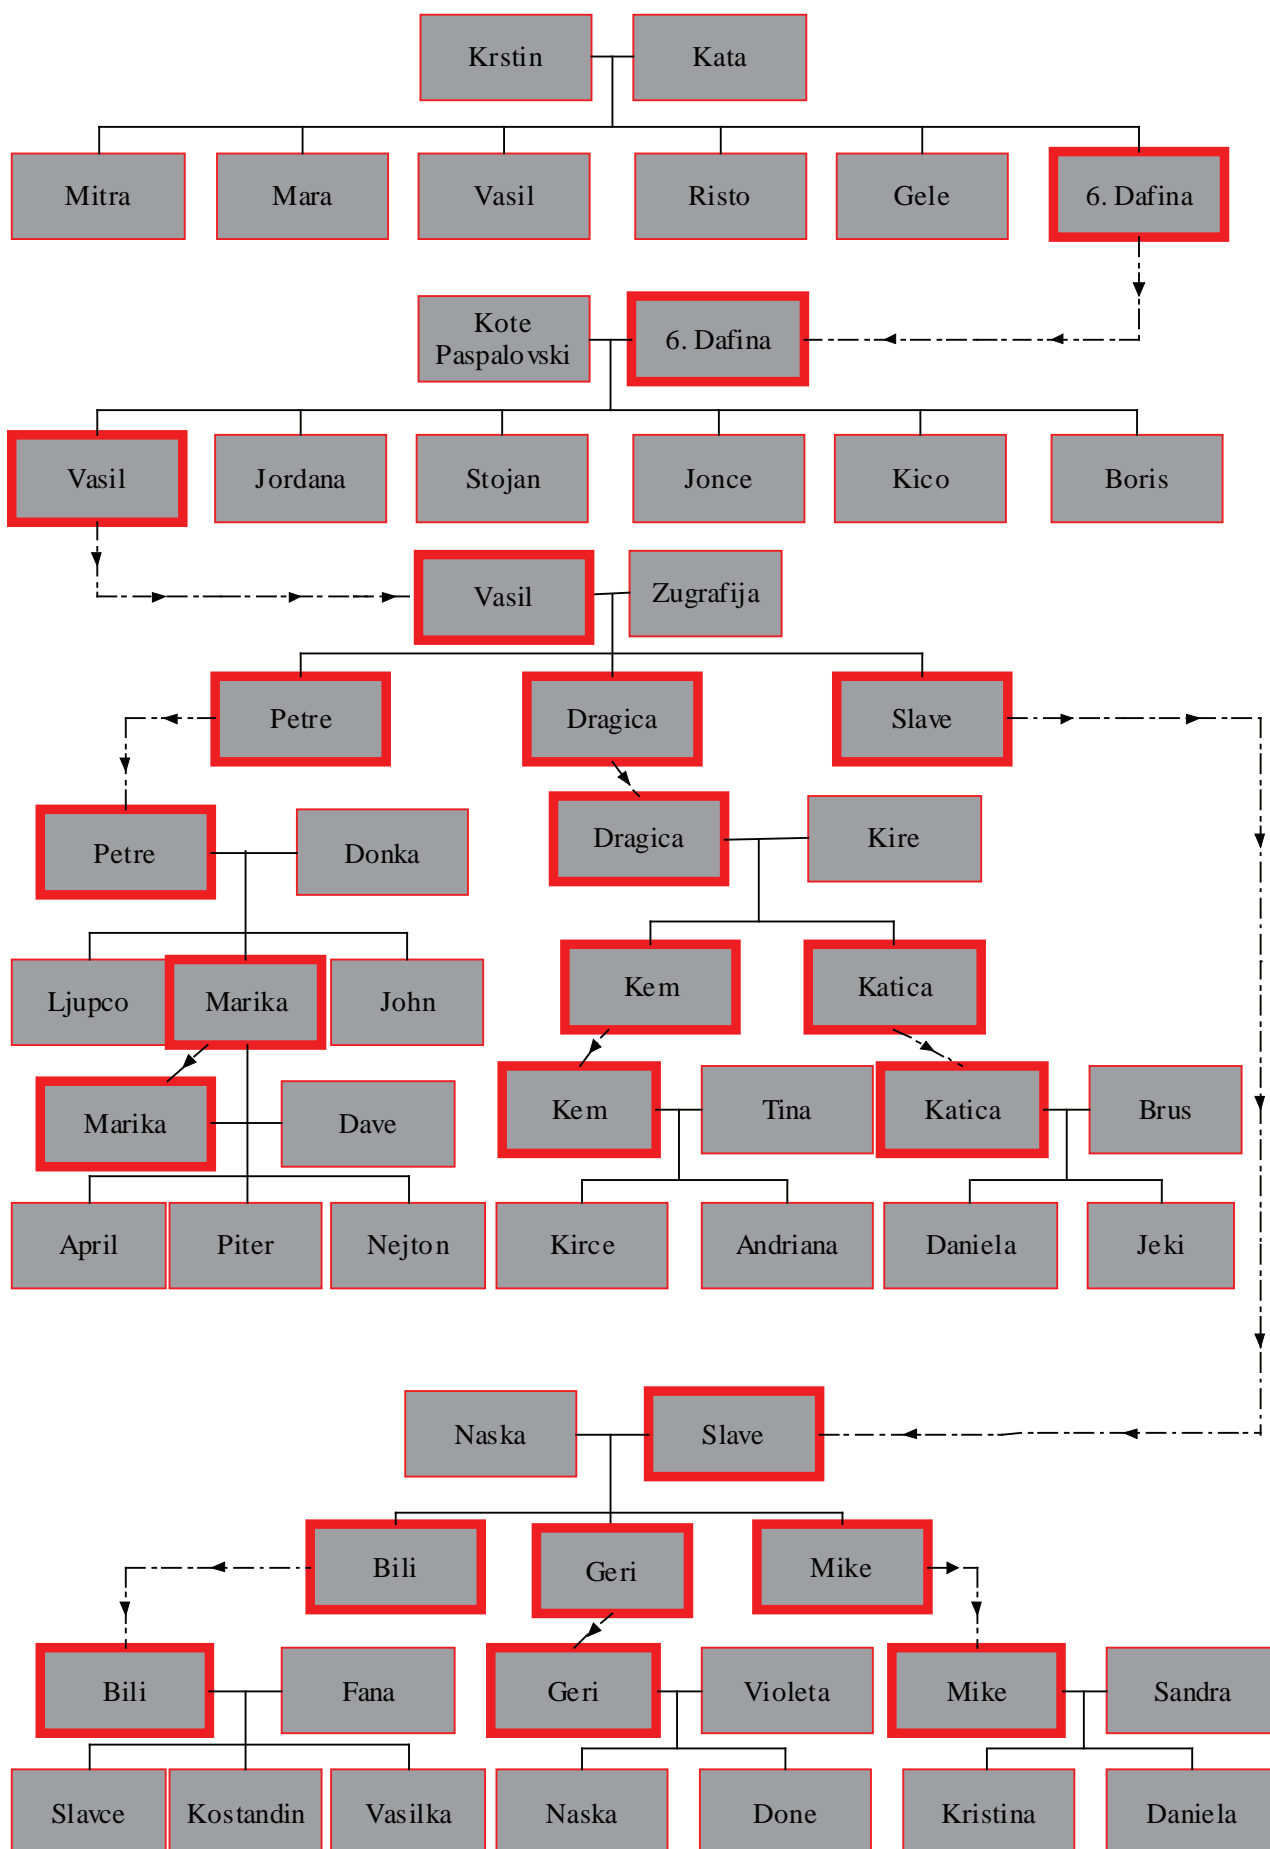 Krstin
Kata
Mitra
Mara
Vasil
Risto
Gele
6. Dafina
Kote
Paspalovski
6. Dafina
Vasil
Jordana
Stojan
Jonce
Kico
Boris
Vasil
Zugrafija
Petre
Dragica
Slave
Petre
Donka
Dragica
Kire
Ljupco
Marika
John
Kem
Katica
Marika
Dave
Kem
Tina
Katica
Brus
April
Piter
Nejton
Kirce
Andriana
Daniela
Jeki
Naska
Slave
Bili
Geri
Mike
Bili
Fana
Geri
Violeta
Mike
Sandra
Slavce
Kostandin
Vasilka
Naska
Done
Kristina
Daniela